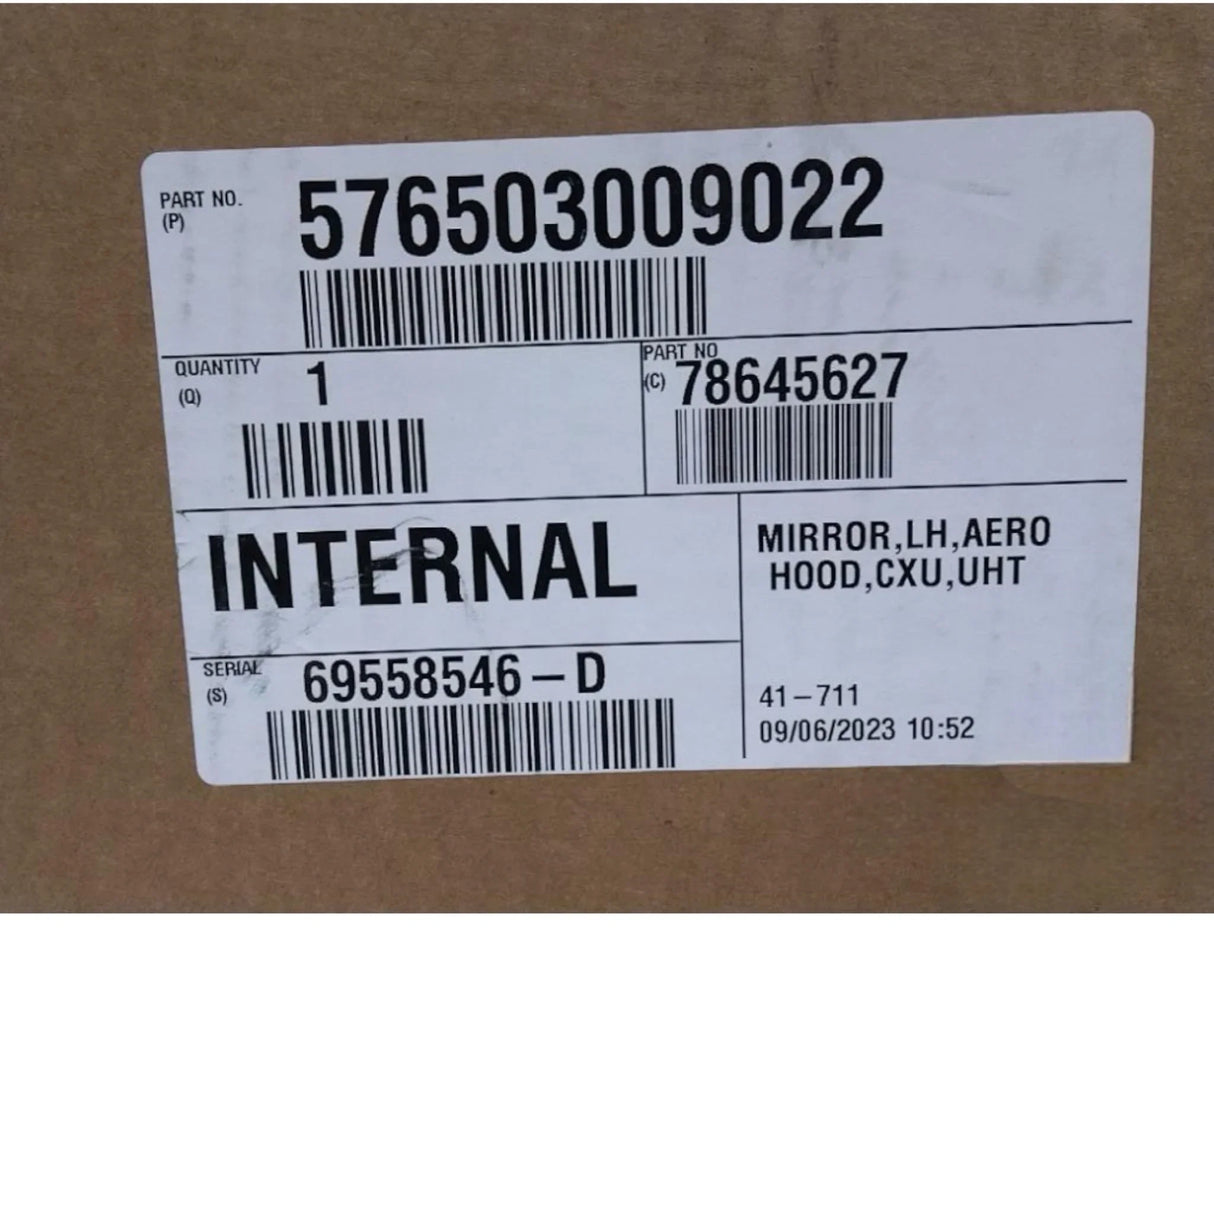 PART NO. 576503009022
(P)
QUANTITY 1
(Q)
PART NO
(C) 78645627
INTERNAL
MIRROR,LH,AERO
HOOD,CXU,UHT
SERIAL 69558546-D
(S)
41-711
09/06/2023 10:52